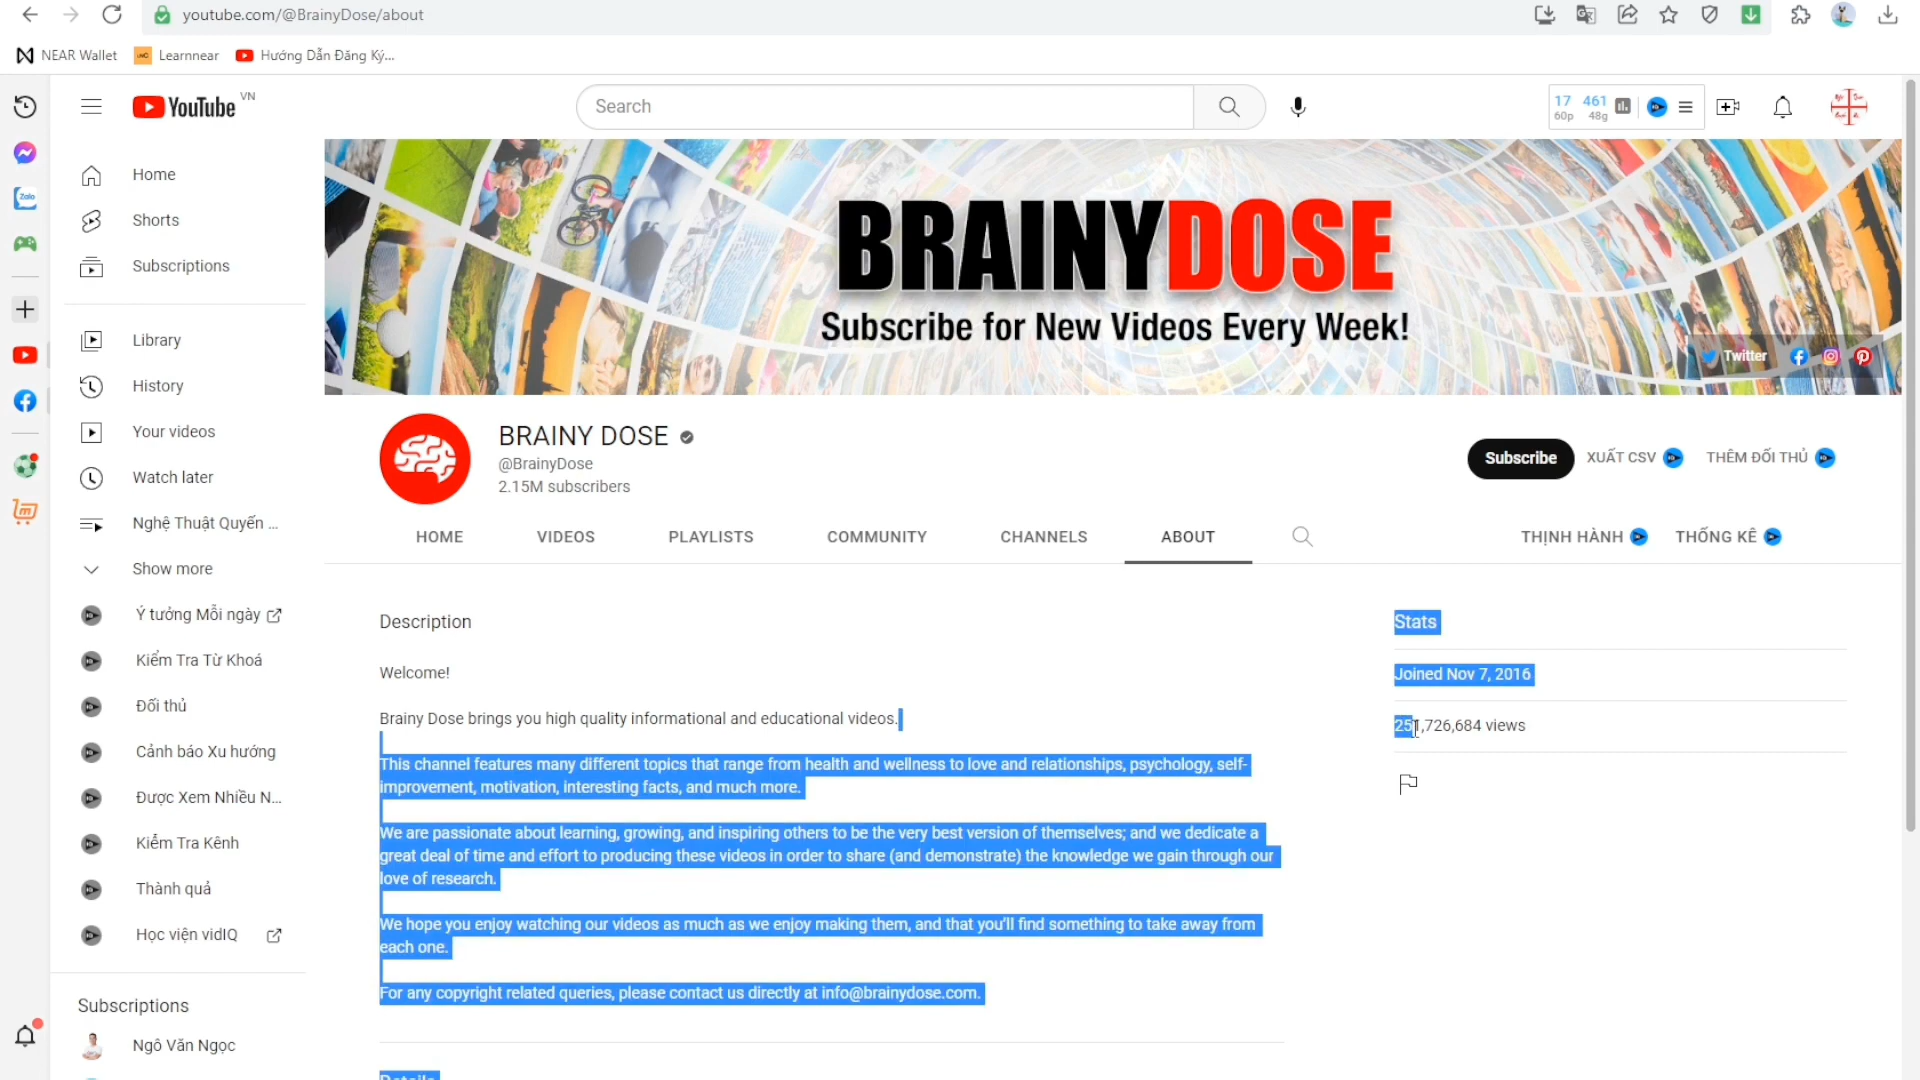 youtube.com/@BrainyDose/about
NEAR Wallet
Learnnear
Hướng Dẫn Đăng Ký...
YouTube VN
Search
17 461
60p 48g
Home
Shorts
Subscriptions
Library
History
Your videos
Watch later
Nghệ Thuật Quyến ...
Show more
Ý tưởng Mỗi ngày
Kiểm Tra Từ Khoá
Đối thủ
Cảnh báo Xu hướng
Được Xem Nhiều N...
Kiểm Tra Kênh
Thành quả
Học viện vidIQ
Subscriptions
Ngô Văn Ngọc
Zalo
BRAINYDOSE
Subscribe for New Videos Every Week!
Twitter
BRAINY DOSE
@BrainyDose
2.15M subscribers
Subscribe
XUẤT CSV
THÊM ĐỐI THỦ
HOME
VIDEOS
PLAYLISTS
COMMUNITY
CHANNELS
ABOUT
THỊNH HÀNH
THỐNG KÊ
Description
Welcome!
Brainy Dose brings you high quality informational and educational videos.
This channel features many different topics that range from health and wellness to love and relationships, psychology, self-
improvement, motivation, interesting facts, and much more.
We are passionate about learning, growing, and inspiring others to be the very best version of themselves; and we dedicate a
great deal of time and effort to producing these videos in order to share (and demonstrate) the knowledge we gain through our
love of research.
We hope you enjoy watching our videos as much as we enjoy making them, and that you'll find something to take away from
each one.
For any copyright related queries, please contact us directly at info@brainydose.com.
Details
Stats
Joined Nov 7, 2016
251,726,684 views